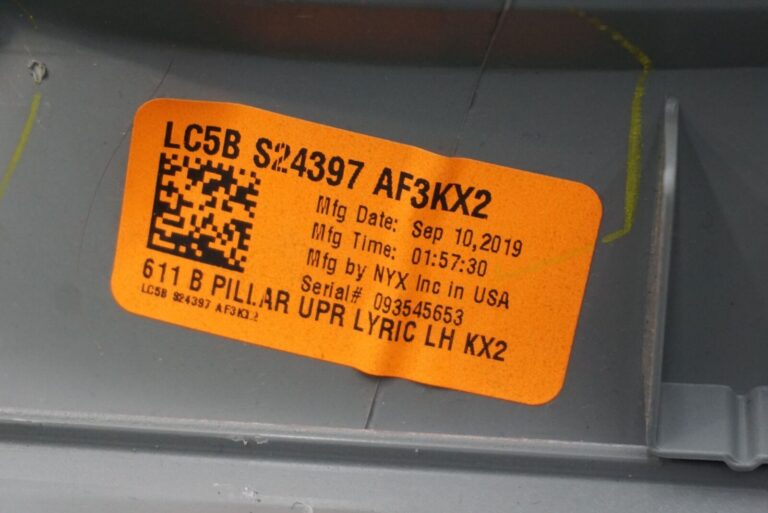 LC5B S24397 AF3KX2
Mfg Date: Sep 10,2019
Mfg Time: 01:57:30
Mfg by NYX Inc in USA
Serial# 093545653
611 B PILLAR UPR LYRIC LH KX2
LC5B S24397 AF3KX2